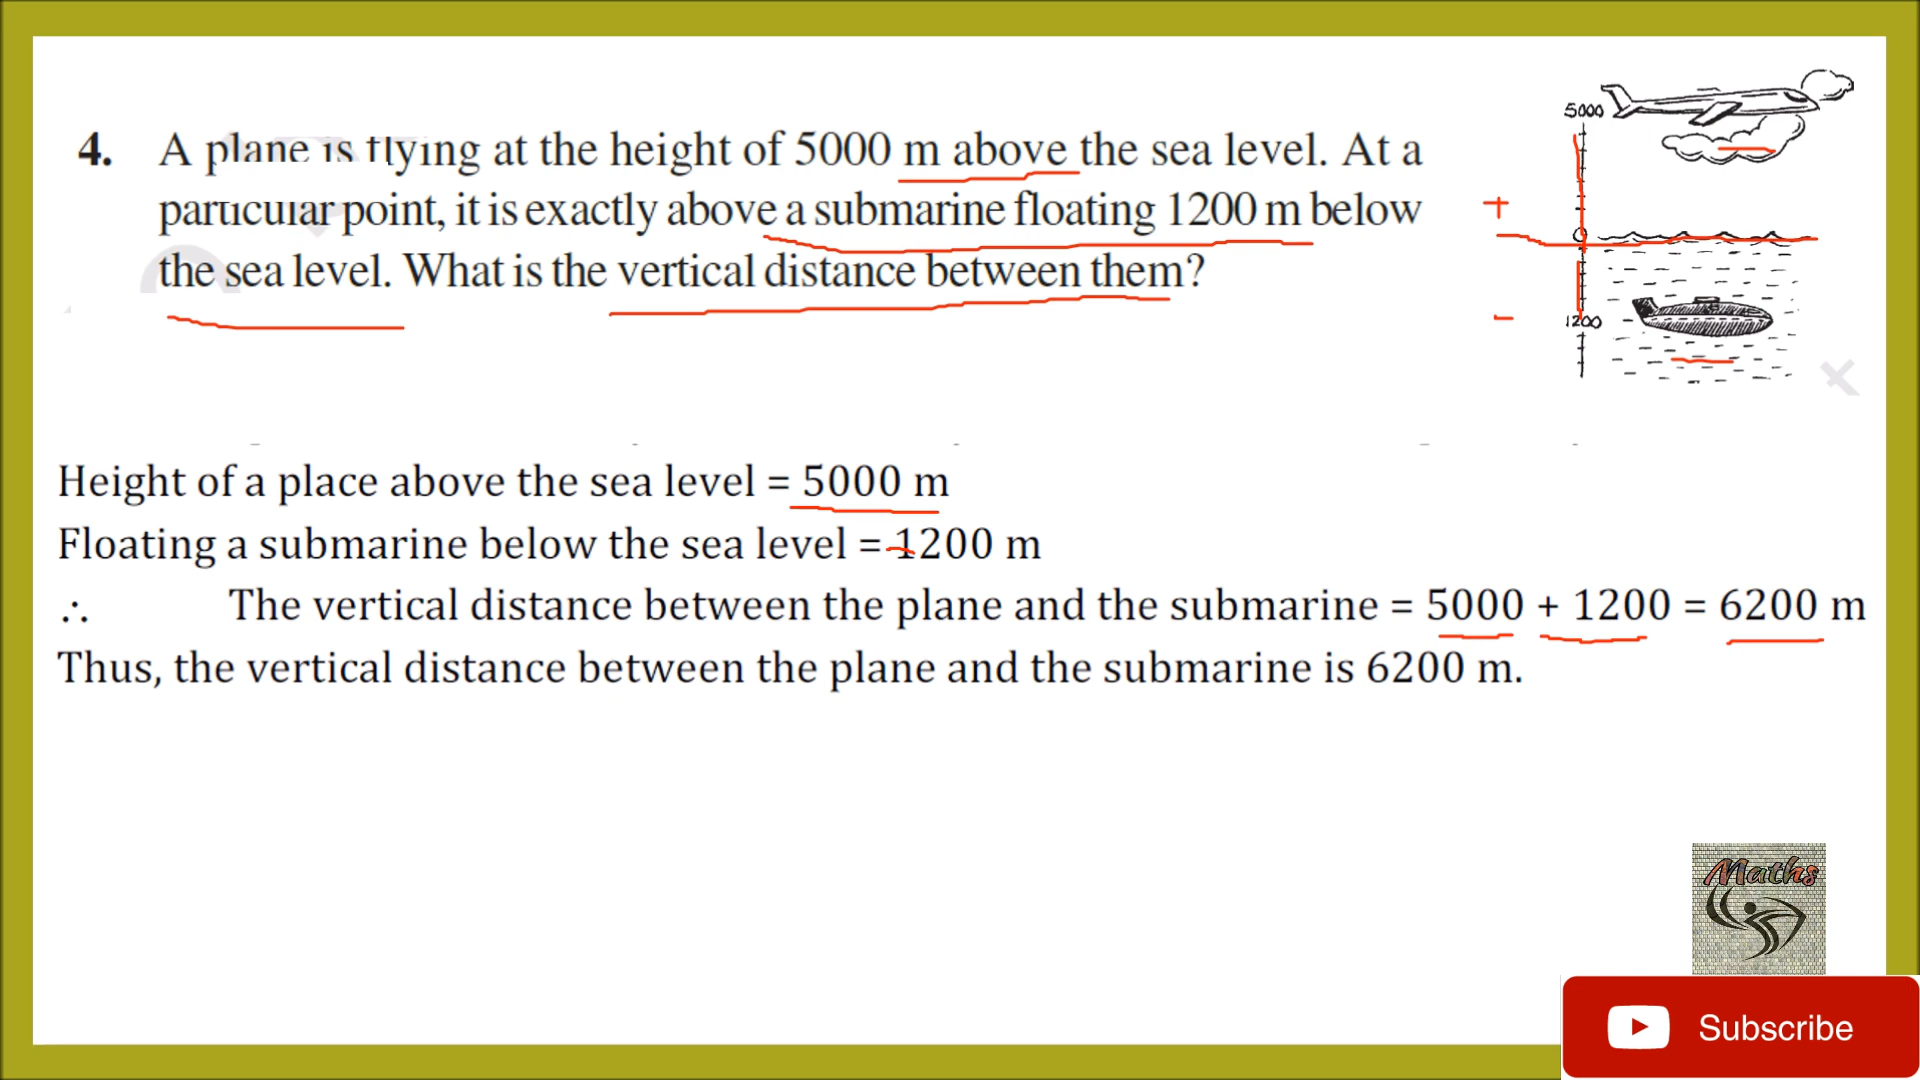 4. A plane is flying at the height of 5000 m above the sea level. At a
particular point, it is exactly above a submarine floating 1200 m below
the sea level. What is the vertical distance between them?
5000
+
0
-
1200
Height of a place above the sea level = 5000 m
Floating a submarine below the sea level = 1200 m
∴ The vertical distance between the plane and the submarine = 5000 + 1200 = 6200 m
Thus, the vertical distance between the plane and the submarine is 6200 m.
Maths
Subscribe